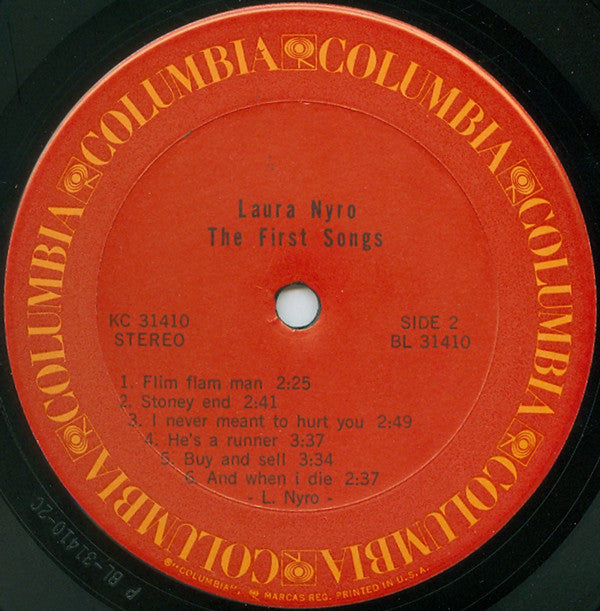 COLUMBIA COLUMBIA COLUMBIA COLUMBIA COLUMBIA COLUMBIA
Laura Nyro
The First Songs
KC 31410
STEREO
SIDE 2
BL 31410
1. Flim flam man 2:25
2. Stoney end 2:41
3. I never meant to hurt you 2:49
4. He's a runner 3:37
5. Buy and sell 3:34
6. And when i die 2:37
- L. Nyro -
"COLUMBIA" MARCAS REG. PRINTED IN U.S.A.
P BL-31410-2C